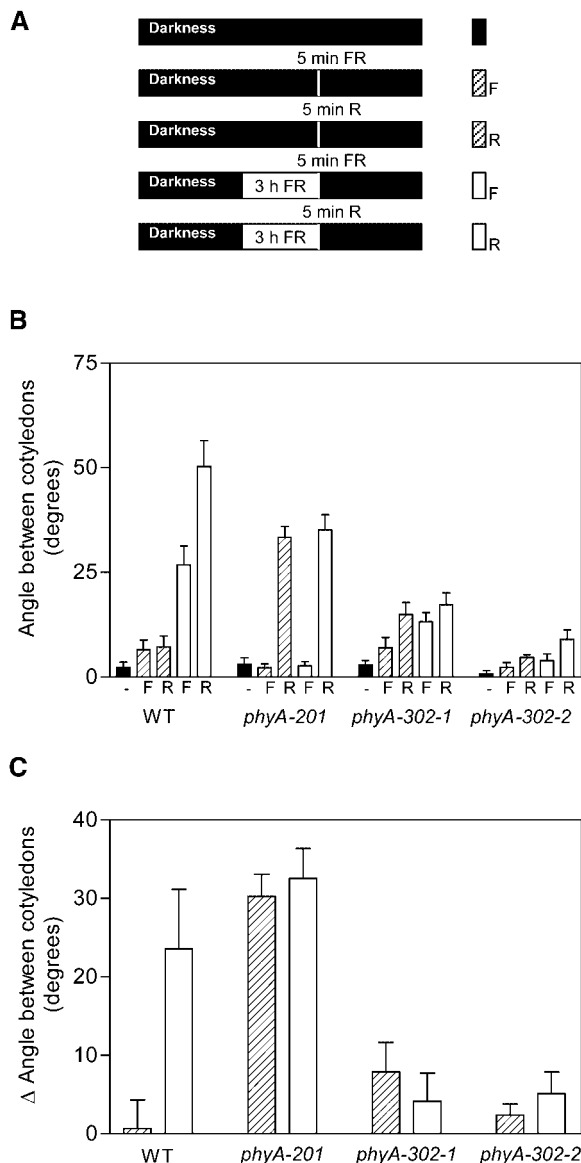 A
Darkness
5 min FR
Darkness
F
5 min R
Darkness
R
5 min FR
Darkness
3 h FR
F
5 min R
Darkness
3 h FR
R
B
75
50
25
0
Angle between cotyledons
(degrees)
- F R F R
- F R F R
- F R F R
- F R F R
WT phyA-201 phyA-302-1 phyA-302-2
C
40
30
20
10
0
Δ Angle between cotyledons
(degrees)
WT phyA-201 phyA-302-1 phyA-302-2